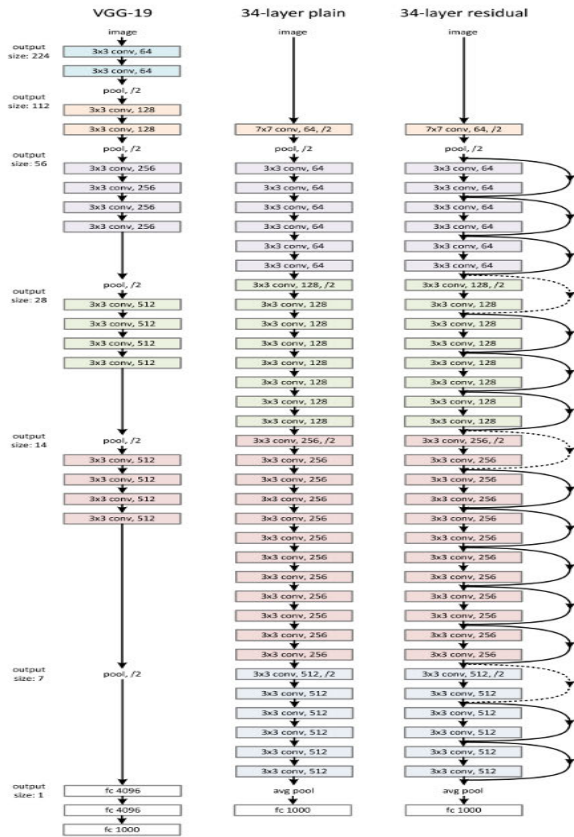 VGG-19
image
output
size: 224
3x3 conv, 64
3x3 conv, 64
pool, /2
output
size: 112
3x3 conv, 128
3x3 conv, 128
pool, /2
output
size: 56
3x3 conv, 256
3x3 conv, 256
3x3 conv, 256
3x3 conv, 256
pool, /2
output
size: 28
3x3 conv, 512
3x3 conv, 512
3x3 conv, 512
3x3 conv, 512
pool, /2
output
size: 14
3x3 conv, 512
3x3 conv, 512
3x3 conv, 512
3x3 conv, 512
pool, /2
output
size: 7
output
size: 1
fc 4096
fc 4096
fc 1000
34-layer plain
image
7x7 conv, 64, /2
pool, /2
3x3 conv, 64
3x3 conv, 64
3x3 conv, 64
3x3 conv, 64
3x3 conv, 64
3x3 conv, 64
3x3 conv, 128, /2
3x3 conv, 128
3x3 conv, 128
3x3 conv, 128
3x3 conv, 128
3x3 conv, 128
3x3 conv, 128
3x3 conv, 128
3x3 conv, 256, /2
3x3 conv, 256
3x3 conv, 256
3x3 conv, 256
3x3 conv, 256
3x3 conv, 256
3x3 conv, 256
3x3 conv, 256
3x3 conv, 256
3x3 conv, 256
3x3 conv, 256
3x3 conv, 256
3x3 conv, 512, /2
3x3 conv, 512
3x3 conv, 512
3x3 conv, 512
3x3 conv, 512
3x3 conv, 512
avg pool
fc 1000
34-layer residual
image
7x7 conv, 64, /2
pool, /2
3x3 conv, 64
3x3 conv, 64
3x3 conv, 64
3x3 conv, 64
3x3 conv, 64
3x3 conv, 64
3x3 conv, 128, /2
3x3 conv, 128
3x3 conv, 128
3x3 conv, 128
3x3 conv, 128
3x3 conv, 128
3x3 conv, 128
3x3 conv, 128
3x3 conv, 256, /2
3x3 conv, 256
3x3 conv, 256
3x3 conv, 256
3x3 conv, 256
3x3 conv, 256
3x3 conv, 256
3x3 conv, 256
3x3 conv, 256
3x3 conv, 256
3x3 conv, 256
3x3 conv, 256
3x3 conv, 512, /2
3x3 conv, 512
3x3 conv, 512
3x3 conv, 512
3x3 conv, 512
3x3 conv, 512
avg pool
fc 1000